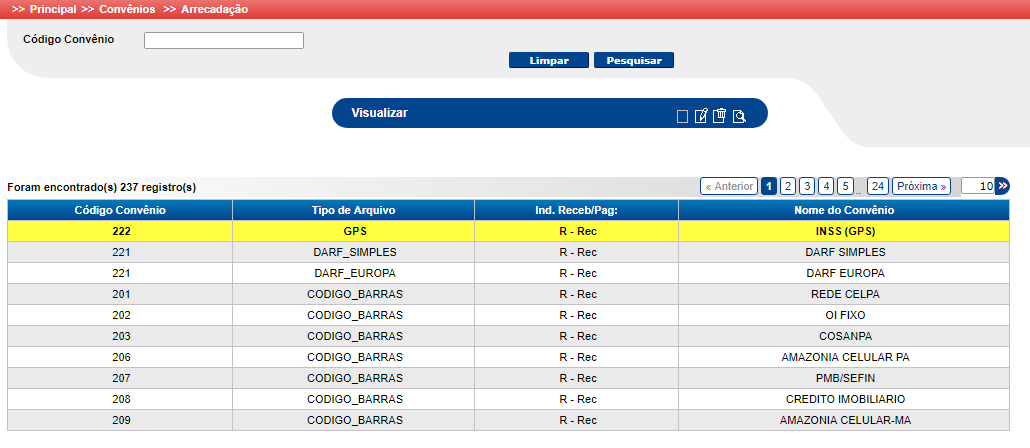 >> Principal >> Convênios >> Arrecadação
Código Convênio
Limpar Pesquisar
Visualizar
Foram encontrado(s) 237 registro(s) « Anterior 1 2 3 4 5 .. 24 Próxima » 10 »
Código Convênio Tipo de Arquivo Ind. Receb/Pag: Nome do Convênio
222 GPS R - Rec INSS (GPS)
221 DARF_SIMPLES R - Rec DARF SIMPLES
221 DARF_EUROPA R - Rec DARF EUROPA
201 CODIGO_BARRAS R - Rec REDE CELPA
202 CODIGO_BARRAS R - Rec OI FIXO
203 CODIGO_BARRAS R - Rec COSANPA
206 CODIGO_BARRAS R - Rec AMAZONIA CELULAR PA
207 CODIGO_BARRAS R - Rec PMB/SEFIN
208 CODIGO_BARRAS R - Rec CREDITO IMOBILIARIO
209 CODIGO_BARRAS R - Rec AMAZONIA CELULAR-MA